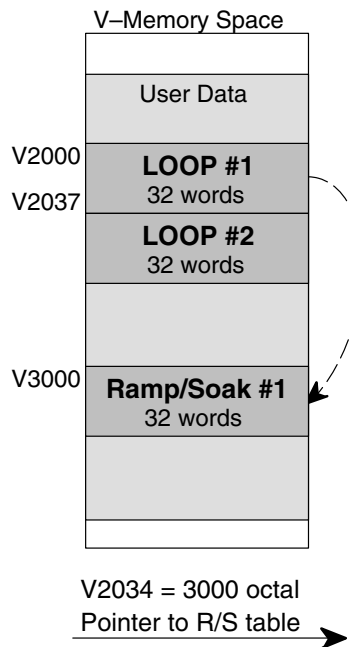 V–Memory Space
User Data
V2000
LOOP #1
32 words
V2037
LOOP #2
32 words
V3000
Ramp/Soak #1
32 words
V2034 = 3000 octal
Pointer to R/S table